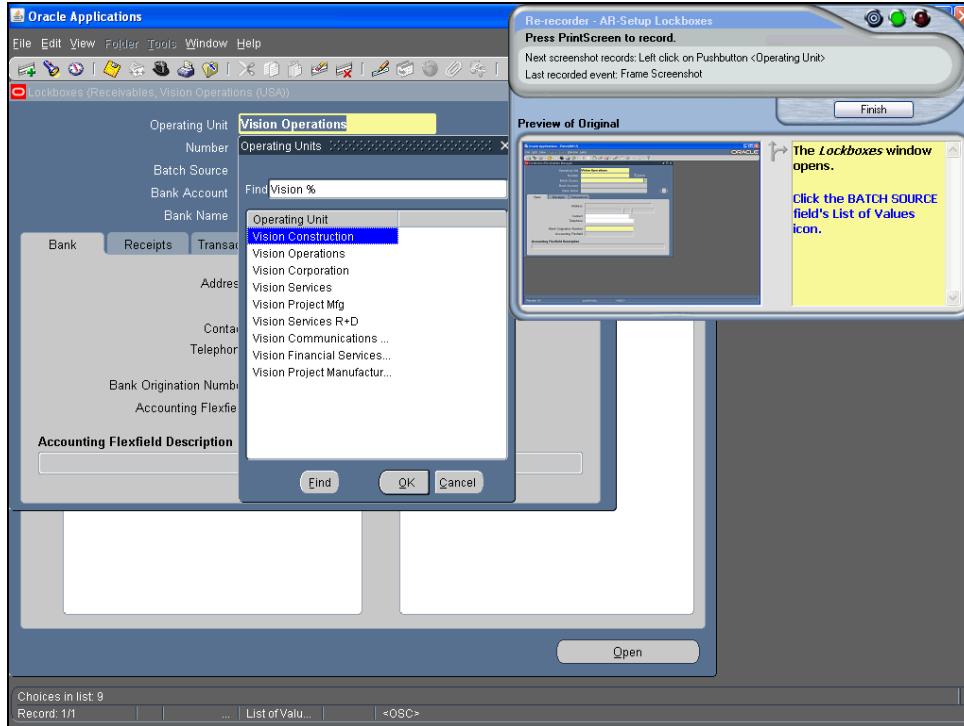 Oracle Applications
File Edit View Folder Tools Window Help
Lockboxes (Receivables, Vision Operations (USA))
Operating Unit Vision Operations
Number
Batch Source
Bank Account
Bank Name
Bank Receipts Transac
Addres
Contac
Telephon
Bank Origination Numbe
Accounting Flexfie
Accounting Flexfield Description
Operating Units
Find Vision %
Operating Unit
Vision Construction
Vision Operations
Vision Corporation
Vision Services
Vision Project Mfg
Vision Services R+D
Vision Communications ...
Vision Financial Services...
Vision Project Manufactur...
Find OK Cancel
Open
Choices in list: 9
Record: 1/1 ... List of Valu... <OSC>
Re-recorder - AR-Setup Lockboxes
Press PrintScreen to record.
Next screenshot records: Left click on Pushbutton <Operating Unit>
Last recorded event: Frame Screenshot
Finish
Preview of Original
ORACLE
The Lockboxes window
opens.
Click the BATCH SOURCE
field's List of Values
icon.